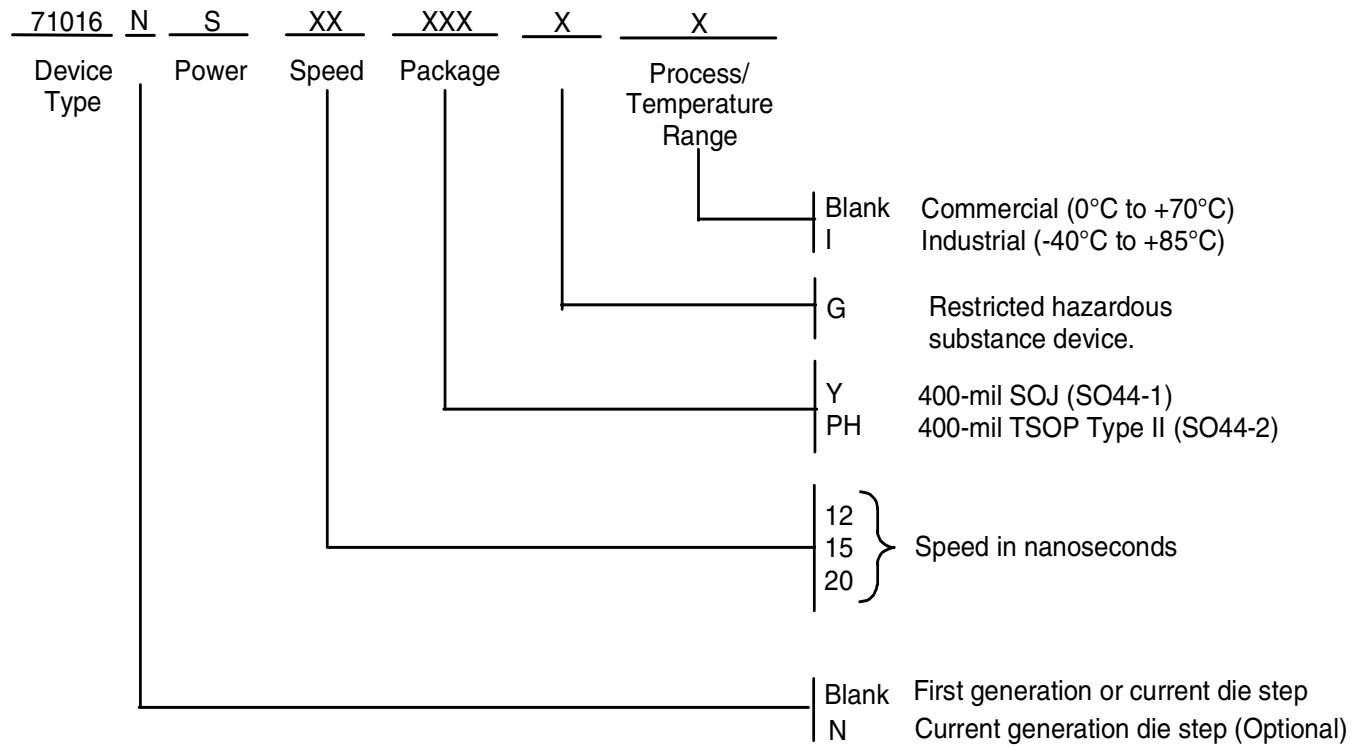 71016 N S XX XXX X X
Device Type
Power
Speed
Package
Process/
Temperature
Range
Blank Commercial (0°C to +70°C)
I Industrial (-40°C to +85°C)
G Restricted hazardous
substance device.
Y 400-mil SOJ (SO44-1)
PH 400-mil TSOP Type II (SO44-2)
12
15 Speed in nanoseconds
20
Blank First generation or current die step
N Current generation die step (Optional)